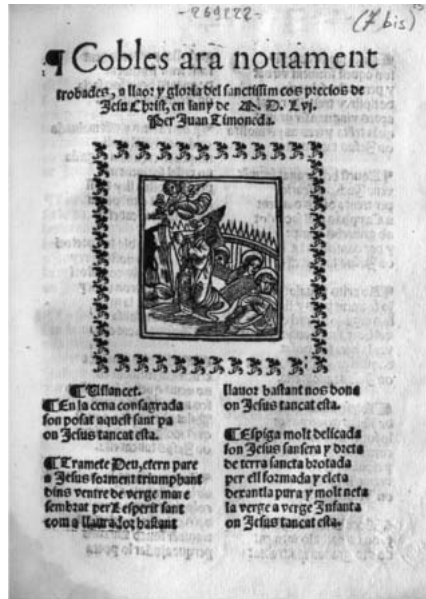 -269222-
(7 bis)
¶ Cobles ara nouament
trobades, a llaor y gloria del sanctissim cos precios de
Jesu Christ, en lany de M. D. Lvj.
Per Juan Timoneda.
¶ Uilancet.
¶ En la cena consagrada
son posat aquest sant pa
on Jesus tancat esta.
¶ Tramete Deu, etern pare
a Jesus forment triumphant
dins ventre de verge mare
sembrat per L esperit sant
com a llaurador bastant
llauor bastant nos dona
on Jesus tancat esta.
¶ Espiga molt delicada
son Jesus sansera y dreta
de terra sancta brotada
per ell formada y eleta
dexantla pura y molt neta
la verge a verge Infanta
on Jesus tancat esta.